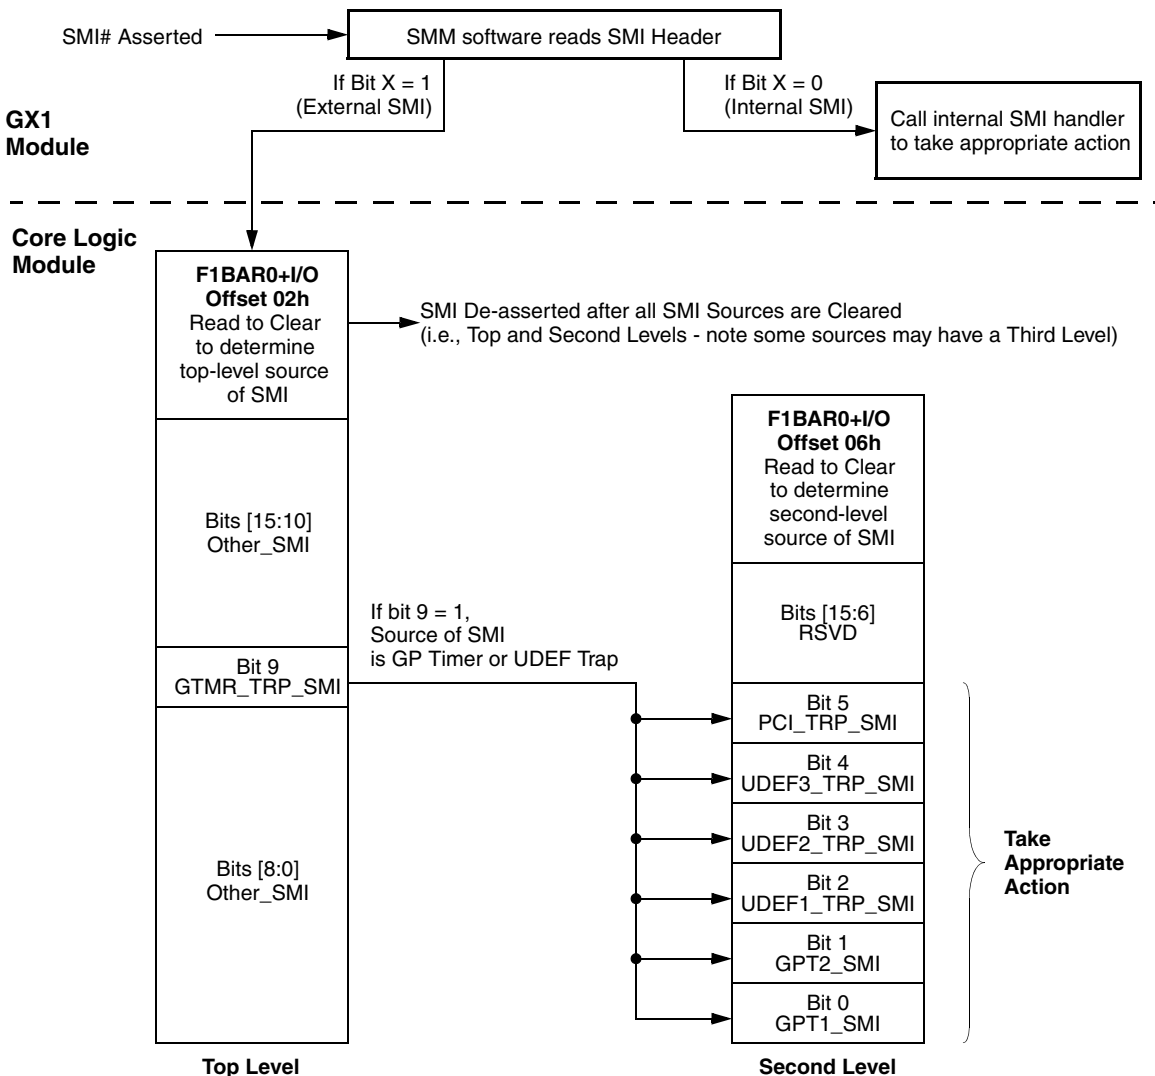 SMI# Asserted
SMM software reads SMI Header
If Bit X = 1
(External SMI)
If Bit X = 0
(Internal SMI)
Call internal SMI handler
to take appropriate action
GX1
Module
Core Logic
Module
F1BAR0+I/O
Offset 02h
Read to Clear
to determine
top-level source
of SMI
SMI De-asserted after all SMI Sources are Cleared
(i.e., Top and Second Levels - note some sources may have a Third Level)
Bits [15:10]
Other_SMI
If bit 9 = 1,
Source of SMI
is GP Timer or UDEF Trap
Bit 9
GTMR_TRP_SMI
Bits [8:0]
Other_SMI
Top Level
F1BAR0+I/O
Offset 06h
Read to Clear
to determine
second-level
source of SMI
Bits [15:6]
RSVD
Bit 5
PCI_TRP_SMI
Bit 4
UDEF3_TRP_SMI
Bit 3
UDEF2_TRP_SMI
Bit 2
UDEF1_TRP_SMI
Bit 1
GPT2_SMI
Bit 0
GPT1_SMI
Second Level
Take
Appropriate
Action